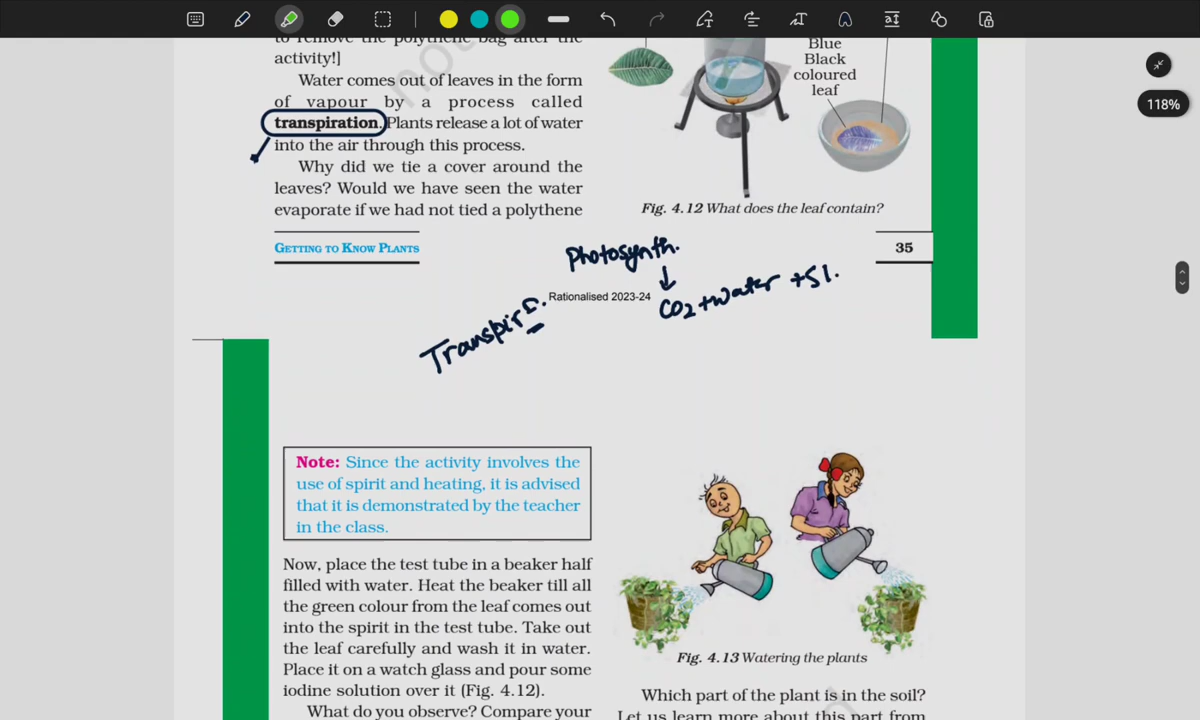 118%
to remove the polythene bag after the
activity!]
Water comes out of leaves in the form
of vapour by a process called
transpiration. Plants release a lot of water
into the air through this process.
Why did we tie a cover around the
leaves? Would we have seen the water
evaporate if we had not tied a polythene
Blue
Black
coloured
leaf
Fig. 4.12 What does the leaf contain?
GETTING TO KNOW PLANTS
35
Photosynth.
Rationalised 2023-24
CO2+water +Sl.
Note: Since the activity involves the
use of spirit and heating, it is advised
that it is demonstrated by the teacher
in the class.
Now, place the test tube in a beaker half
filled with water. Heat the beaker till all
the green colour from the leaf comes out
into the spirit in the test tube. Take out
the leaf carefully and wash it in water.
Place it on a watch glass and pour some
iodine solution over it (Fig. 4.12).
What do you observe? Compare your
Fig. 4.13 Watering the plants
Which part of the plant is in the soil?
Let us learn more about this part from